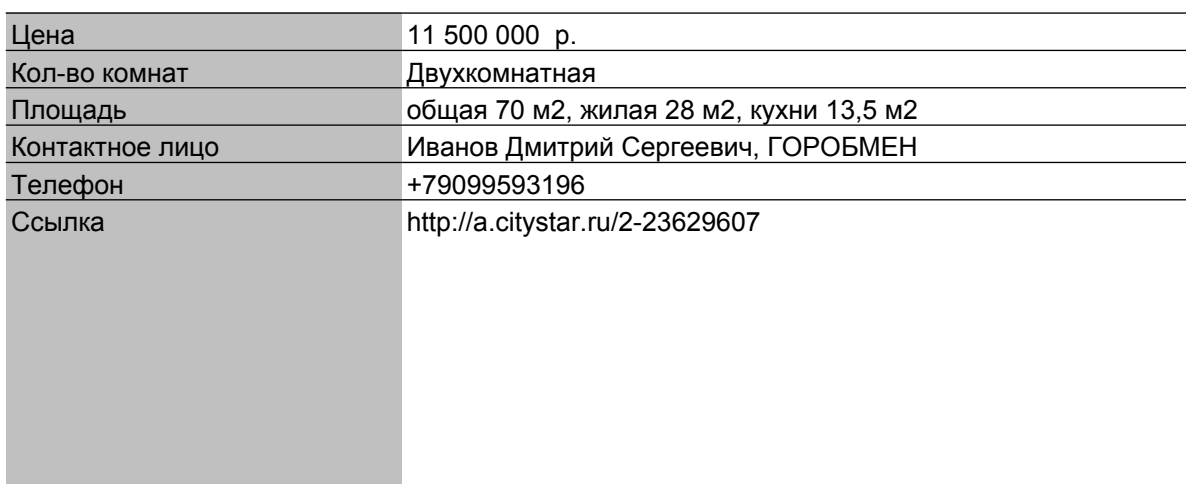 Цена 11 500 000 р.
Кол-во комнат Двухкомнатная
Площадь общая 70 м2, жилая 28 м2, кухни 13,5 м2
Контактное лицо Иванов Дмитрий Сергеевич, ГОРОБМЕН
Телефон +79099593196
Ссылка http://a.citystar.ru/2-23629607